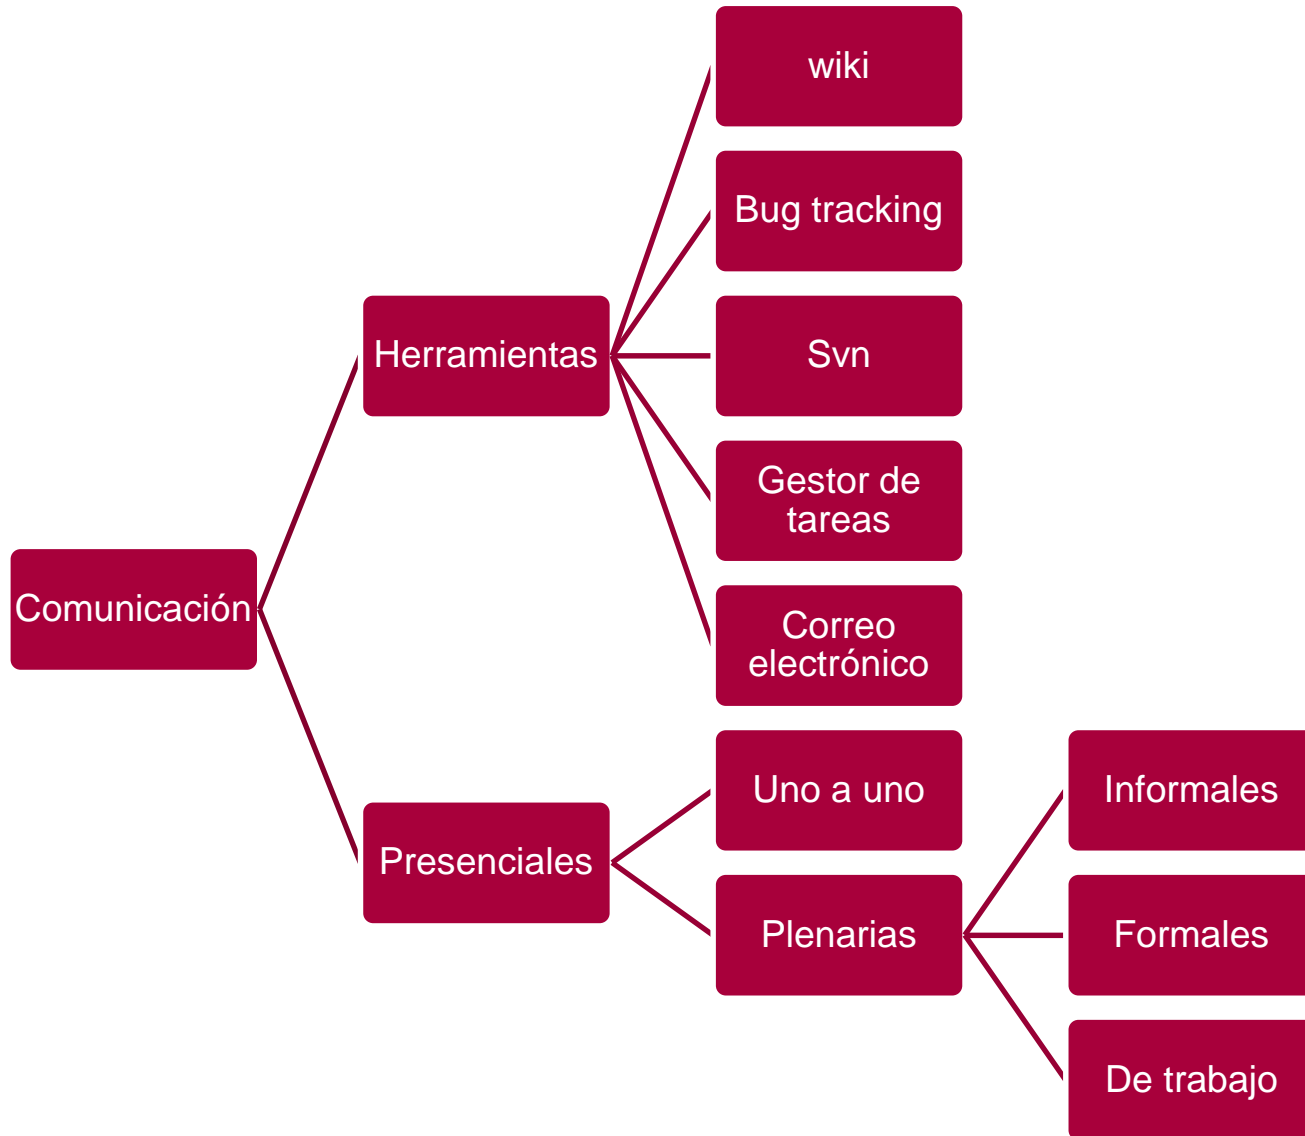 wiki
Bug tracking
Herramientas
Svn
Gestor de
tareas
Comunicación
Correo
electrónico
Uno a uno
Informales
Presenciales
Plenarias
Formales
De trabajo